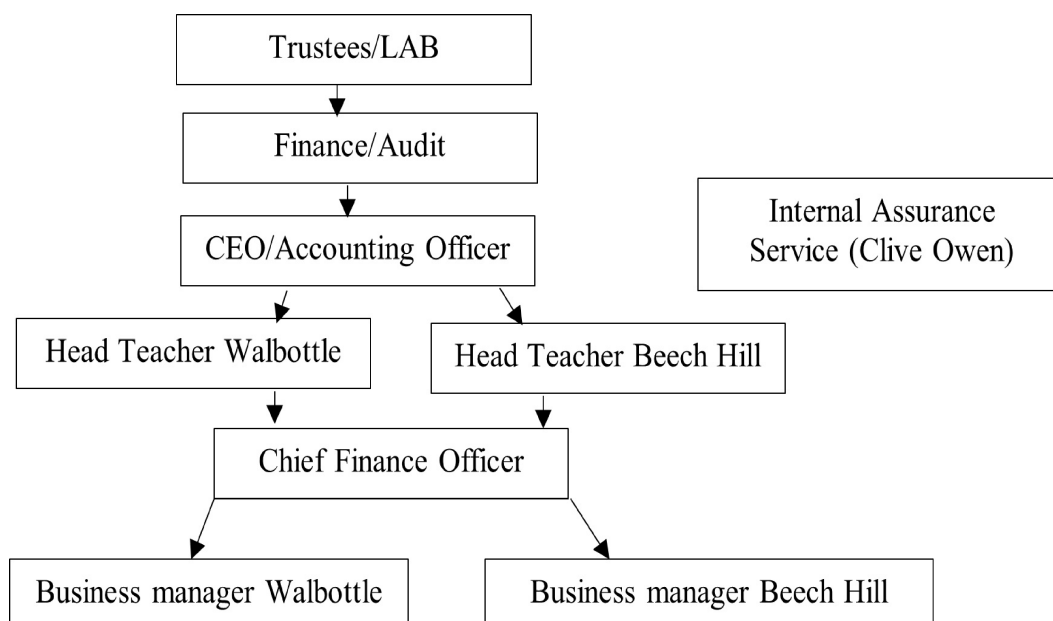 Trustees/LAB
Finance/Audit
CEO/Accounting Officer
Internal Assurance
Service (Clive Owen)
Head Teacher Walbottle
Head Teacher Beech Hill
Chief Finance Officer
Business manager Walbottle
Business manager Beech Hill